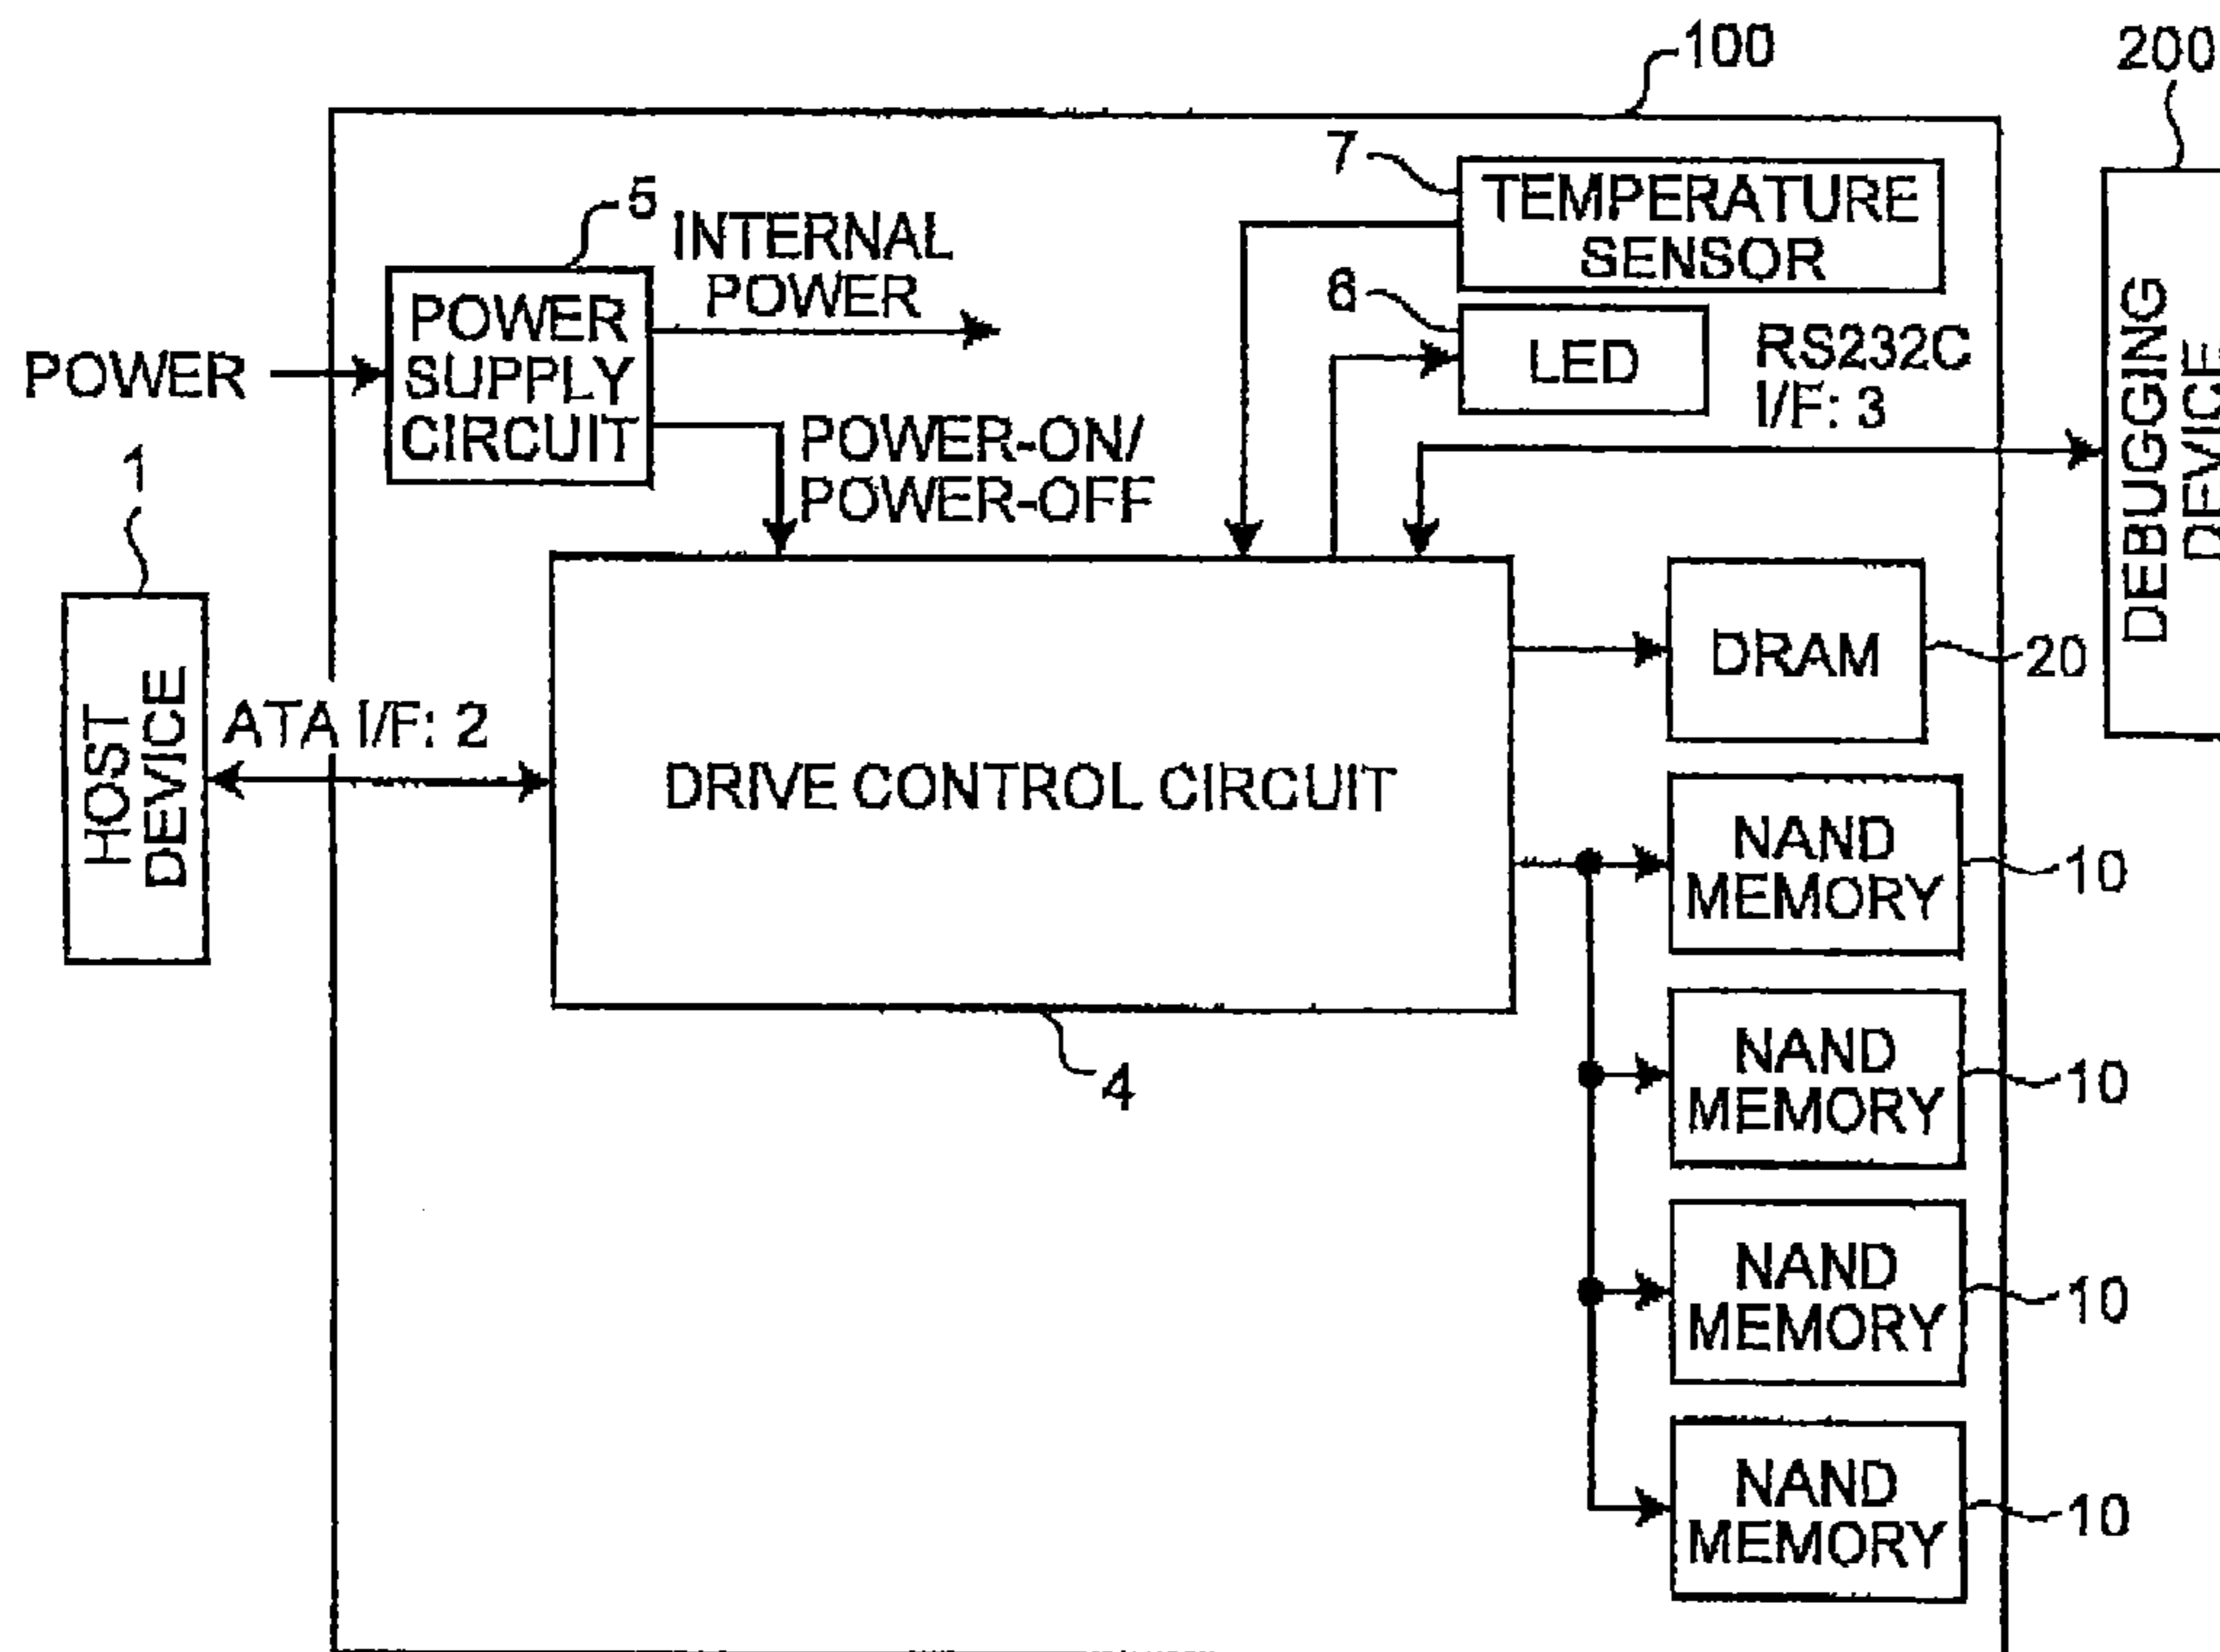 100
200
7
TEMPERATURE
SENSOR
5
INTERNAL
POWER
6
LED
RS232C
I/F: 3
POWER
SUPPLY
CIRCUIT
POWER
POWER-ON/
POWER-OFF
DEBUGGING
DEVICE
1
HOST
DEVICE
ATA I/F: 2
DRIVE CONTROL CIRCUIT
4
DRAM
20
NAND
MEMORY
10
NAND
MEMORY
10
NAND
MEMORY
10
NAND
MEMORY
10